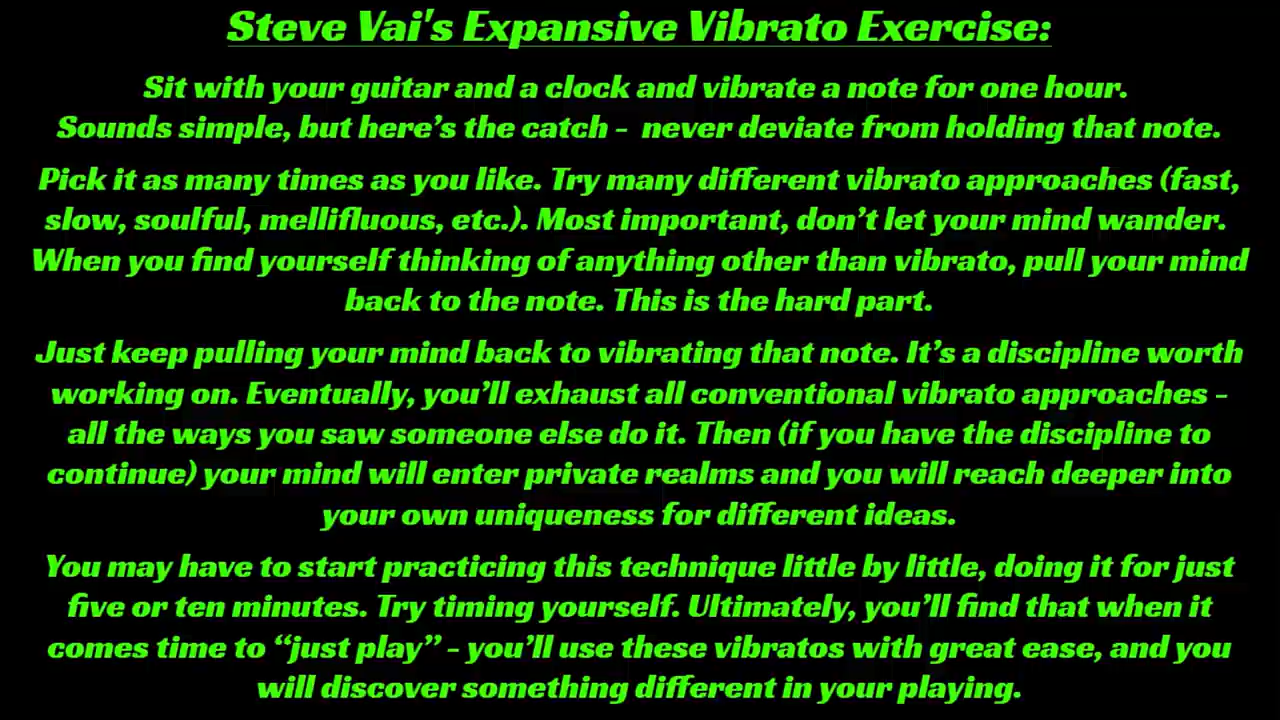 Steve Vai's Expansive Vibrato Exercise:
Sit with your guitar and a clock and vibrate a note for one hour.
Sounds simple, but here’s the catch - never deviate from holding that note.
Pick it as many times as you like. Try many different vibrato approaches (fast,
slow, soulful, mellifluous, etc.). Most important, don’t let your mind wander.
When you find yourself thinking of anything other than vibrato, pull your mind
back to the note. This is the hard part.
Just keep pulling your mind back to vibrating that note. It’s a discipline worth
working on. Eventually, you’ll exhaust all conventional vibrato approaches -
all the ways you saw someone else do it. Then (if you have the discipline to
continue) your mind will enter private realms and you will reach deeper into
your own uniqueness for different ideas.
You may have to start practicing this technique little by little, doing it for just
five or ten minutes. Try timing yourself. Ultimately, you’ll find that when it
comes time to “just play” - you’ll use these vibratos with great ease, and you
will discover something different in your playing.